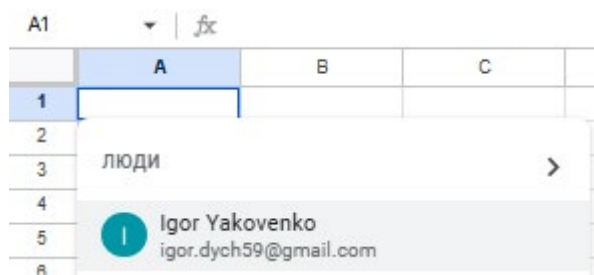 A1 fx
A B C
1
2
3 люди
4
5 I Igor Yakovenko
igor.dych59@gmail.com
6